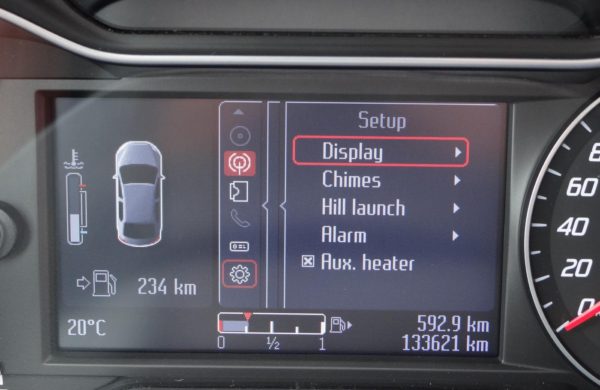 Setup
Display
Chimes
Hill launch
Alarm
Aux. heater
234 km
20°C
0 ½ 1
592.9 km
133621 km
60
40
20
0